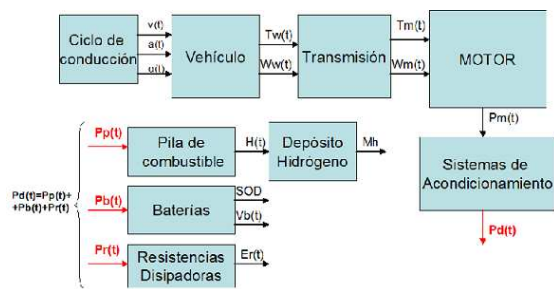 Ciclo de
conducción
v(t)
a(t)
α(t)
Vehículo
Tw(t)
Ww(t)
Transmisión
Tm(t)
Wm(t)
MOTOR
Pm(t)
Sistemas de
Acondicionamiento
Pd(t)
Pd(t)=Pp(t)+
+Pb(t)+Pr(t)
Pp(t)
Pila de
combustible
H(t)
Depósito
Hidrógeno
Mh
Pb(t)
Baterías
SOD
Vb(t)
Pr(t)
Resistencias
Disipadoras
Er(t)